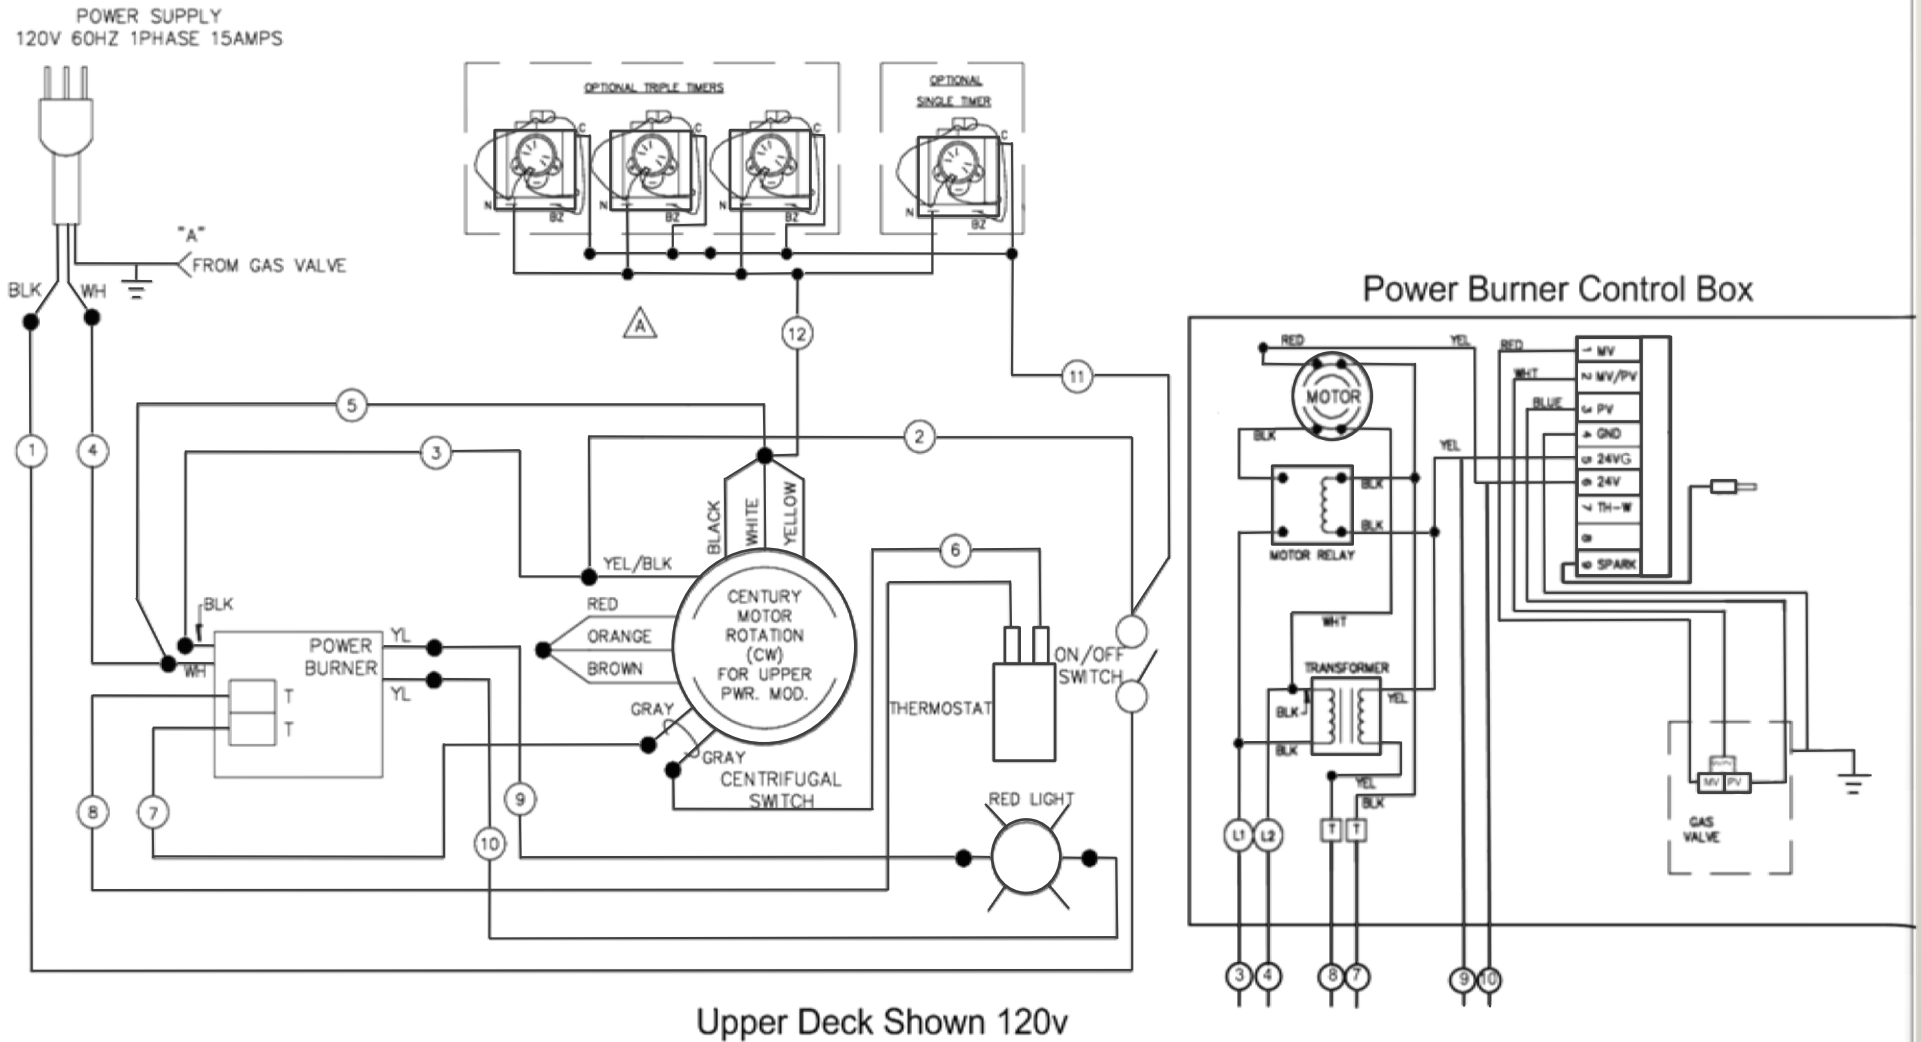 POWER SUPPLY
120V 60HZ 1PHASE 15AMPS
"A"
FROM GAS VALVE
BLK
WH
OPTIONAL TRIPLE TIMERS
C
C
C
N
BZ
BZ
BZ
OPTIONAL
SINGLE TIMER
C
N
BZ
A
12
11
5
3
2
1
4
BLACK
WHITE
YELLOW
YEL/BLK
6
RED
ORANGE
BROWN
GRAY
GRAY
CENTURY
MOTOR
ROTATION
(CW)
FOR UPPER
PWR. MOD.
CENTRIFUGAL
SWITCH
BLK
WH
POWER
BURNER
YL
YL
T
T
8
7
9
10
THERMOSTAT
ON/OFF
SWITCH
RED LIGHT
Upper Deck Shown 120v
Power Burner Control Box
RED
YEL
MOTOR
BLK
BLK
BLK
MOTOR RELAY
WHT
TRANSFORMER
BLK
YEL
BLK
YEL
BLK
L1
L2
T
T
3
4
8
7
9
10
YEL
RED
WHT
BLUE
1 MV
2 MV/PV
3 PV
4 GND
5 24VG
6 24V
7 TH-W
8
9 SPARK
MV
PV
GAS
VALVE